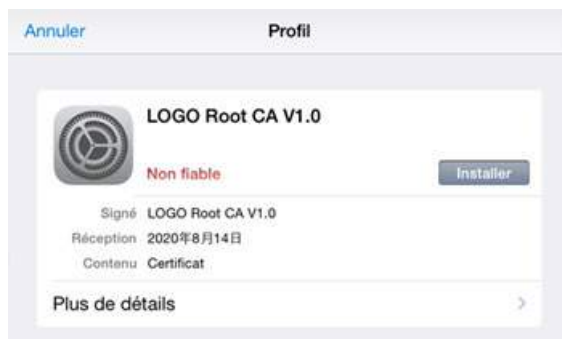 Annuler Profil
LOGO Root CA V1.0
Non fiable Installer
Signé LOGO Root CA V1.0
Réception 2020年8月14日
Contenu Certificat
Plus de détails